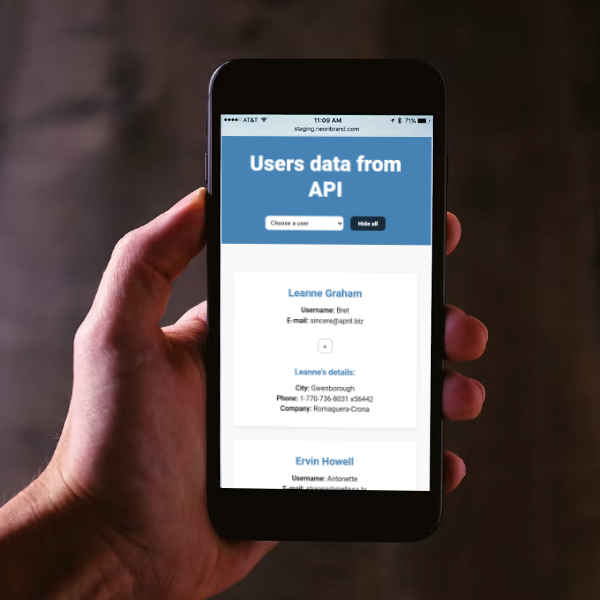 AT&T 11:09 AM 71%
staging.neonbrand.com
Users data from
API
Choose a user Hide all
Leanne Graham
Username: Bret
E-mail: sincere@april.biz
Leanne's details:
City: Gwenborough
Phone: 1-770-736-8031 x56442
Company: Romaguera-Crona
Ervin Howell
Username: Antonette